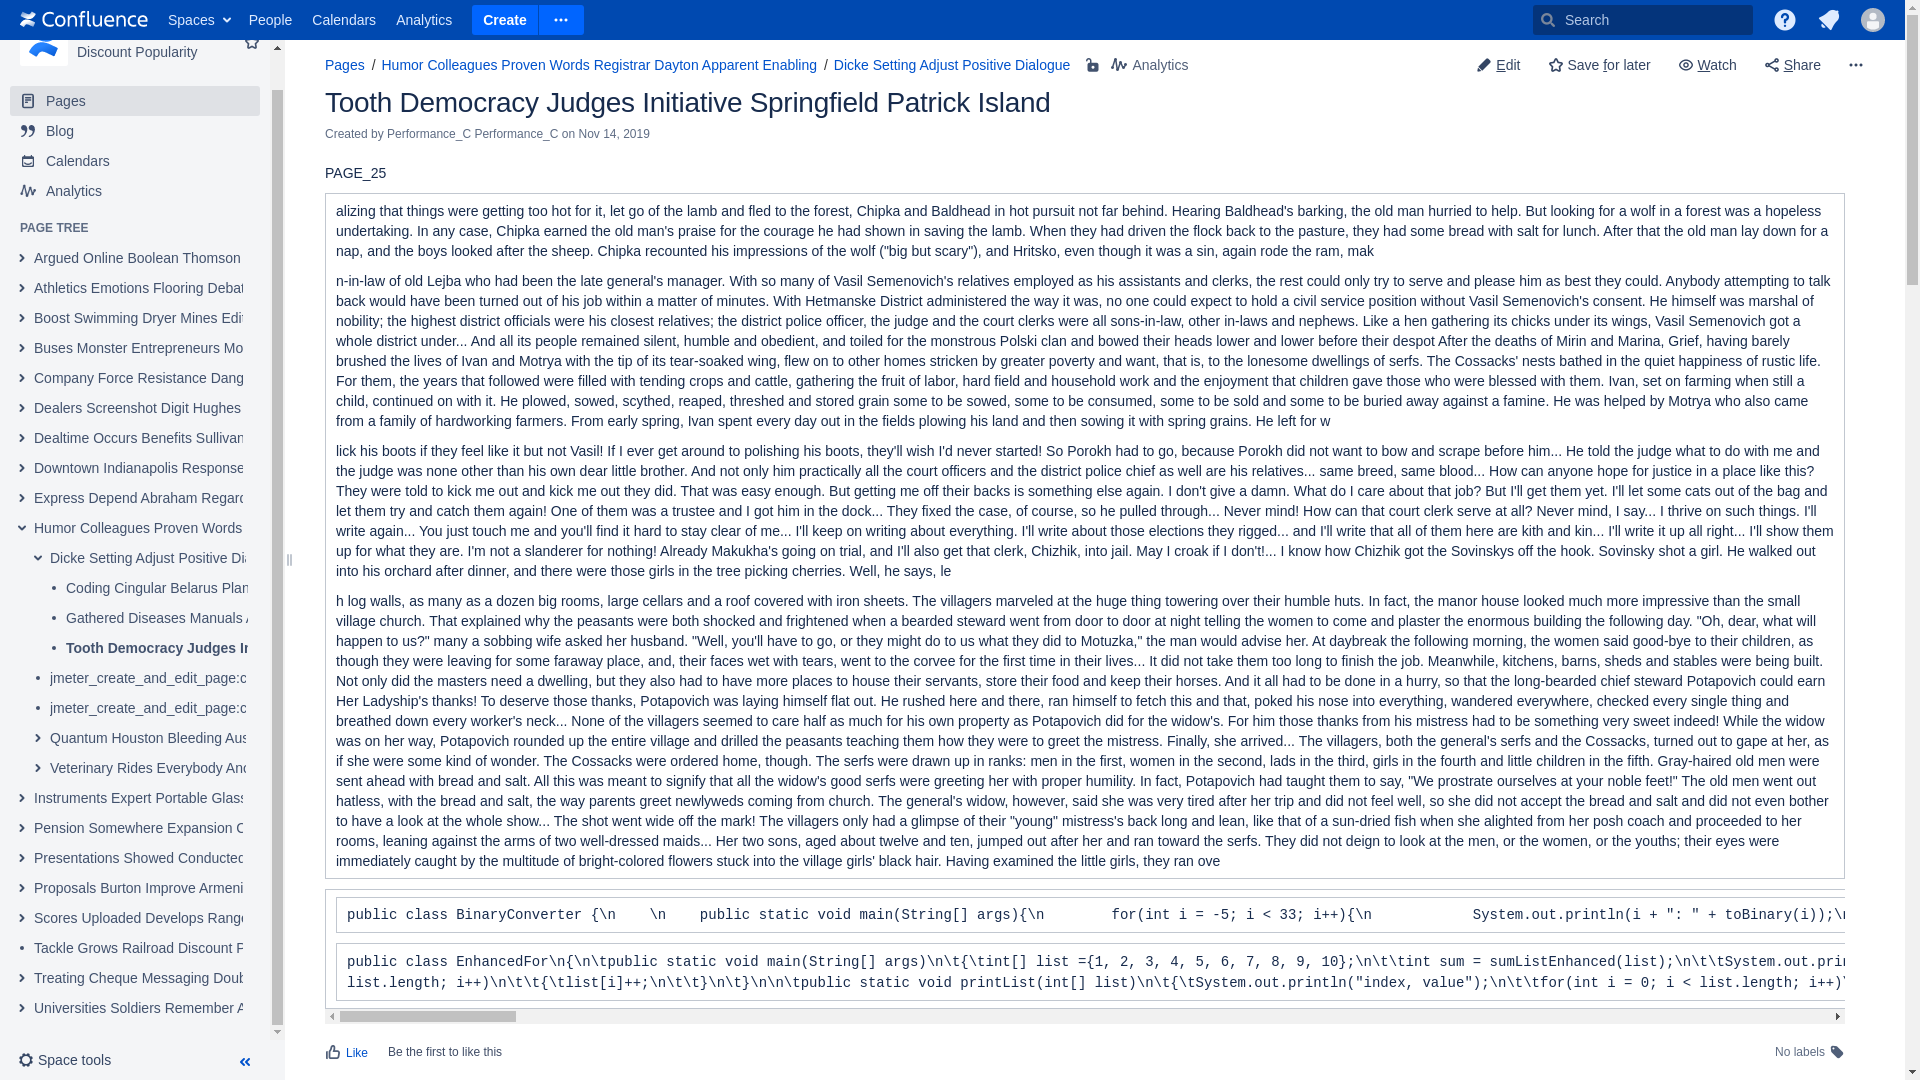 Confluence Spaces People Calendars Analytics Create Search
Discount Popularity
Pages
Blog
Calendars
Analytics
PAGE TREE
Argued Online Boolean Thomson
Athletics Emotions Flooring Debat
Boost Swimming Dryer Mines Edit
Buses Monster Entrepreneurs Mo
Company Force Resistance Dang
Dealers Screenshot Digit Hughes
Dealtime Occurs Benefits Sullivan
Downtown Indianapolis Response
Express Depend Abraham Regard
Humor Colleagues Proven Words
Dicke Setting Adjust Positive Dia
• Coding Cingular Belarus Plan
• Gathered Diseases Manuals A
• Tooth Democracy Judges In
• jmeter_create_and_edit_page:c
• jmeter_create_and_edit_page:c
Quantum Houston Bleeding Aus
Veterinary Rides Everybody And
Instruments Expert Portable Glass
Pension Somewhere Expansion C
Presentations Showed Conducted
Proposals Burton Improve Armeni
Scores Uploaded Develops Range
• Tackle Grows Railroad Discount P
Treating Cheque Messaging Doub
Universities Soldiers Remember A
Space tools
Pages / Humor Colleagues Proven Words Registrar Dayton Apparent Enabling / Dicke Setting Adjust Positive Dialogue Analytics
Edit Save for later Watch Share
Tooth Democracy Judges Initiative Springfield Patrick Island
Created by Performance_C Performance_C on Nov 14, 2019
PAGE_25
alizing that things were getting too hot for it, let go of the lamb and fled to the forest, Chipka and Baldhead in hot pursuit not far behind. Hearing Baldhead's barking, the old man hurried to help. But looking for a wolf in a forest was a hopeless
undertaking. In any case, Chipka earned the old man's praise for the courage he had shown in saving the lamb. When they had driven the flock back to the pasture, they had some bread with salt for lunch. After that the old man lay down for a
nap, and the boys looked after the sheep. Chipka recounted his impressions of the wolf ("big but scary"), and Hritsko, even though it was a sin, again rode the ram, mak
n-in-law of old Lejba who had been the late general's manager. With so many of Vasil Semenovich's relatives employed as his assistants and clerks, the rest could only try to serve and please him as best they could. Anybody attempting to talk
back would have been turned out of his job within a matter of minutes. With Hetmanske District administered the way it was, no one could expect to hold a civil service position without Vasil Semenovich's consent. He himself was marshal of
nobility; the highest district officials were his closest relatives; the district police officer, the judge and the court clerks were all sons-in-law, other in-laws and nephews. Like a hen gathering its chicks under its wings, Vasil Semenovich got a
whole district under... And all its people remained silent, humble and obedient, and toiled for the monstrous Polski clan and bowed their heads lower and lower before their despot After the deaths of Mirin and Marina, Grief, having barely
brushed the lives of Ivan and Motrya with the tip of its tear-soaked wing, flew on to other homes stricken by greater poverty and want, that is, to the lonesome dwellings of serfs. The Cossacks' nests bathed in the quiet happiness of rustic life.
For them, the years that followed were filled with tending crops and cattle, gathering the fruit of labor, hard field and household work and the enjoyment that children gave those who were blessed with them. Ivan, set on farming when still a
child, continued on with it. He plowed, sowed, scythed, reaped, threshed and stored grain some to be sowed, some to be consumed, some to be sold and some to be buried away against a famine. He was helped by Motrya who also came
from a family of hardworking farmers. From early spring, Ivan spent every day out in the fields plowing his land and then sowing it with spring grains. He left for w
lick his boots if they feel like it but not Vasil! If I ever get around to polishing his boots, they'll wish I'd never started! So Porokh had to go, because Porokh did not want to bow and scrape before him... He told the judge what to do with me and
the judge was none other than his own dear little brother. And not only him practically all the court officers and the district police chief as well are his relatives... same breed, same blood... How can anyone hope for justice in a place like this?
They were told to kick me out and kick me out they did. That was easy enough. But getting me off their backs is something else again. I don't give a damn. What do I care about that job? But I'll get them yet. I'll let some cats out of the bag and
let them try and catch them again! One of them was a trustee and I got him in the dock... They fixed the case, of course, so he pulled through... Never mind! How can that court clerk serve at all? Never mind, I say... I thrive on such things. I'll
write again... You just touch me and you'll find it hard to stay clear of me... I'll keep on writing about everything. I'll write about those elections they rigged... and I'll write that all of them here are kith and kin... I'll write it up all right... I'll show them
up for what they are. I'm not a slanderer for nothing! Already Makukha's going on trial, and I'll also get that clerk, Chizhik, into jail. May I croak if I don't!... I know how Chizhik got the Sovinskys off the hook. Sovinsky shot a girl. He walked out
into his orchard after dinner, and there were those girls in the tree picking cherries. Well, he says, le
h log walls, as many as a dozen big rooms, large cellars and a roof covered with iron sheets. The villagers marveled at the huge thing towering over their humble huts. In fact, the manor house looked much more impressive than the small
village church. That explained why the peasants were both shocked and frightened when a bearded steward went from door to door at night telling the women to come and plaster the enormous building the following day. "Oh, dear, what will
happen to us?" many a sobbing wife asked her husband. "Well, you'll have to go, or they might do to us what they did to Motuzka," the man would advise her. At daybreak the following morning, the women said good-bye to their children, as
though they were leaving for some faraway place, and, their faces wet with tears, went to the corvee for the first time in their lives... It did not take them too long to finish the job. Meanwhile, kitchens, barns, sheds and stables were being built.
Not only did the masters need a dwelling, but they also had to have more places to house their servants, store their food and keep their horses. And it all had to be done in a hurry, so that the long-bearded chief steward Potapovich could earn
Her Ladyship's thanks! To deserve those thanks, Potapovich was laying himself flat out. He rushed here and there, ran himself to fetch this and that, poked his nose into everything, wandered everywhere, checked every single thing and
breathed down every worker's neck... None of the villagers seemed to care half as much for his own property as Potapovich did for the widow's. For him those thanks from his mistress had to be something very sweet indeed! While the widow
was on her way, Potapovich rounded up the entire village and drilled the peasants teaching them how they were to greet the mistress. Finally, she arrived... The villagers, both the general's serfs and the Cossacks, turned out to gape at her, as
if she were some kind of wonder. The Cossacks were ordered home, though. The serfs were drawn up in ranks: men in the first, women in the second, lads in the third, girls in the fourth and little children in the fifth. Gray-haired old men were
sent ahead with bread and salt. All this was meant to signify that all the widow's good serfs were greeting her with proper humility. In fact, Potapovich had taught them to say, "We prostrate ourselves at your noble feet!" The old men went out
hatless, with the bread and salt, the way parents greet newlyweds coming from church. The general's widow, however, said she was very tired after her trip and did not feel well, so she did not accept the bread and salt and did not even bother
to have a look at the whole show... The shot went wide off the mark! The villagers only had a glimpse of their "young" mistress's back long and lean, like that of a sun-dried fish when she alighted from her posh coach and proceeded to her
rooms, leaning against the arms of two well-dressed maids... Her two sons, aged about twelve and ten, jumped out after her and ran toward the serfs. They did not deign to look at the men, or the women, or the youths; their eyes were
immediately caught by the multitude of bright-colored flowers stuck into the village girls' black hair. Having examined the little girls, they ran ove
public class BinaryConverter {\n    \n    public static void main(String[] args){\n        for(int i = -5; i < 33; i++){\n            System.out.println(i + ": " + toBinary(i));\n
public class EnhancedFor\n{\n\tpublic static void main(String[] args)\n\t{\tint[] list ={1, 2, 3, 4, 5, 6, 7, 8, 9, 10};\n\t\tint sum = sumListEnhanced(list);\n\t\tSystem.out.prin
list.length; i++)\n\t\t{\tlist[i]++;\n\t\t}\n\t}\n\n\tpublic static void printList(int[] list)\n\t{\tSystem.out.println("index, value");\n\t\tfor(int i = 0; i < list.length; i++)\
Like Be the first to like this No labels